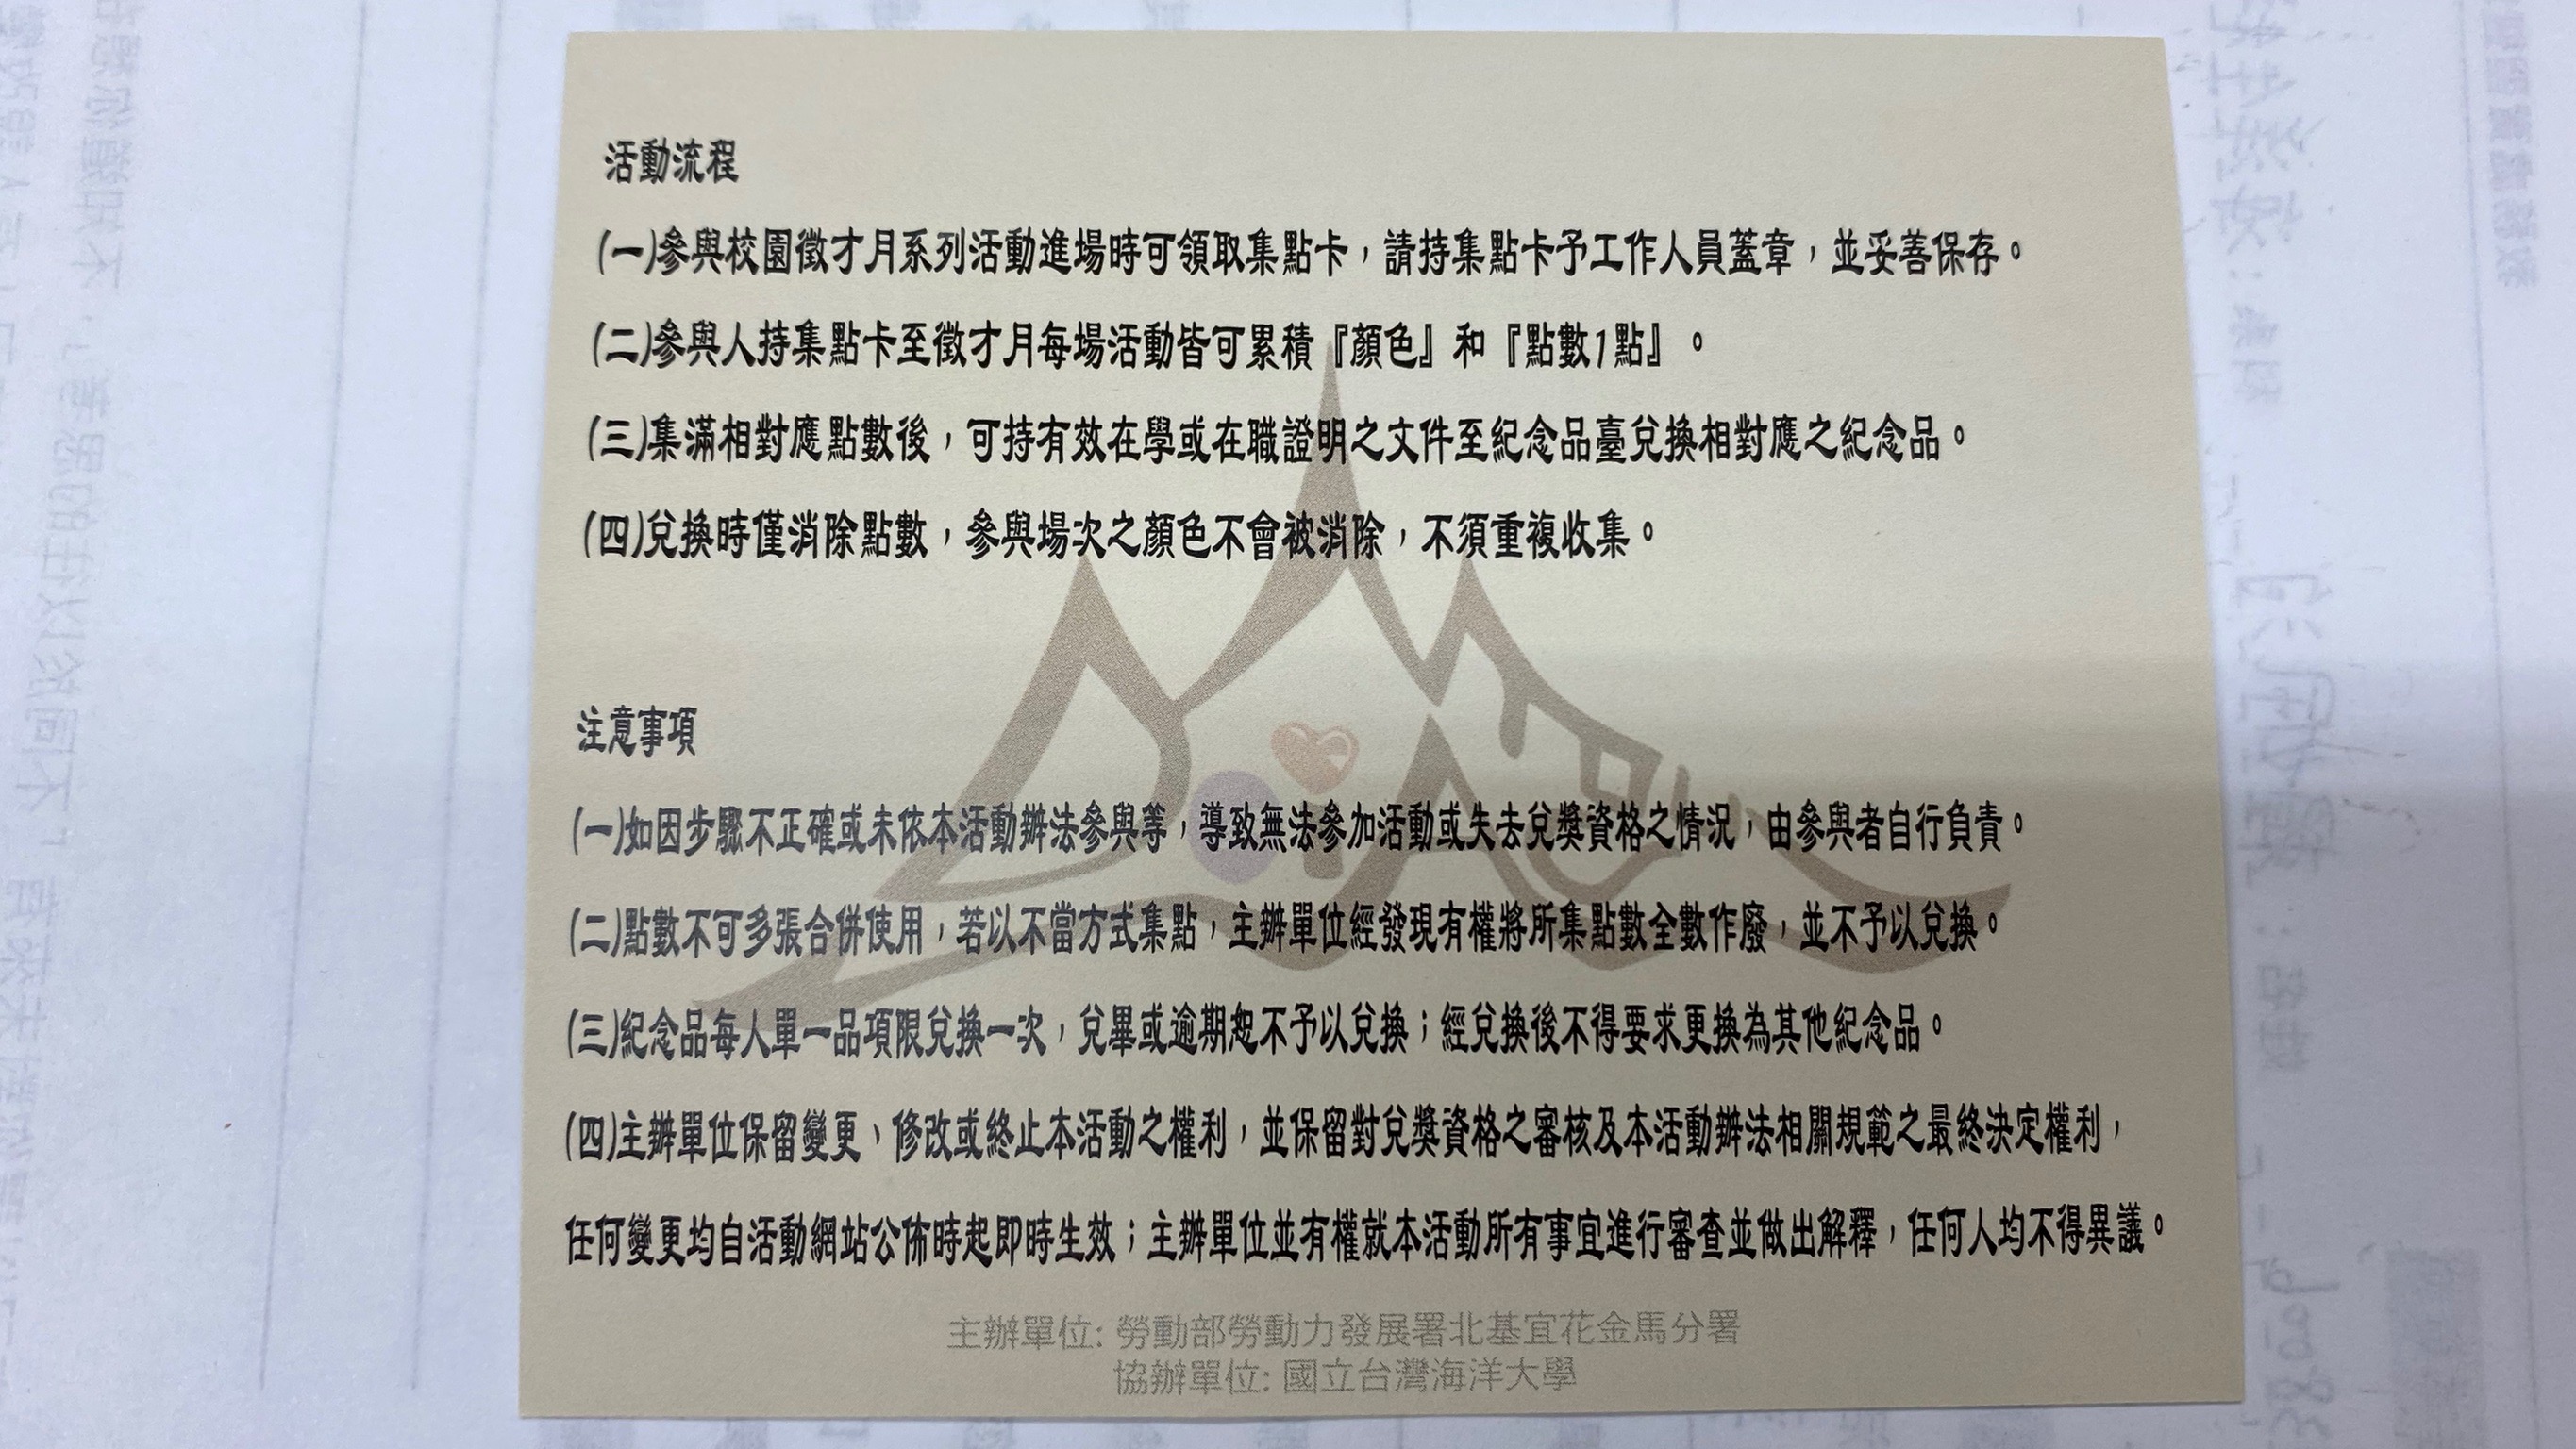 活動流程
(一)參與校園徵才月系列活動進場時可領取集點卡，請持集點卡予工作人員蓋章，並妥善保存。
(二)參與人持集點卡至徵才月每場活動皆可累積『顏色』和『點數1點』。
(三)集滿相對應點數後，可持有效在學或在職證明之文件至紀念品臺兌換相對應之紀念品。
(四)兌換時僅消除點數，參與場次之顏色不會被消除，不須重複收集。
注意事項
(一)如因步驟不正確或未依本活動辦法參與等，導致無法參加活動或失去兌獎資格之情況，由參與者自行負責。
(二)點數不可多張合併使用，若以不當方式集點，主辦單位經發現有權將所集點數全數作廢，並不予以兌換。
(三)紀念品每人單一品項限兌換一次，兌畢或逾期恕不予以兌換；經兌換後不得要求更換為其他紀念品。
(四)主辦單位保留變更、修改或終止本活動之權利，並保留對兌獎資格之審核及本活動辦法相關規範之最終決定權利，
任何變更均自活動網站公佈時起即時生效；主辦單位並有權就本活動所有事宜進行審查並做出解釋，任何人均不得異議。
主辦單位: 勞動部勞動力發展署北基宜花金馬分署
協辦單位: 國立台灣海洋大學